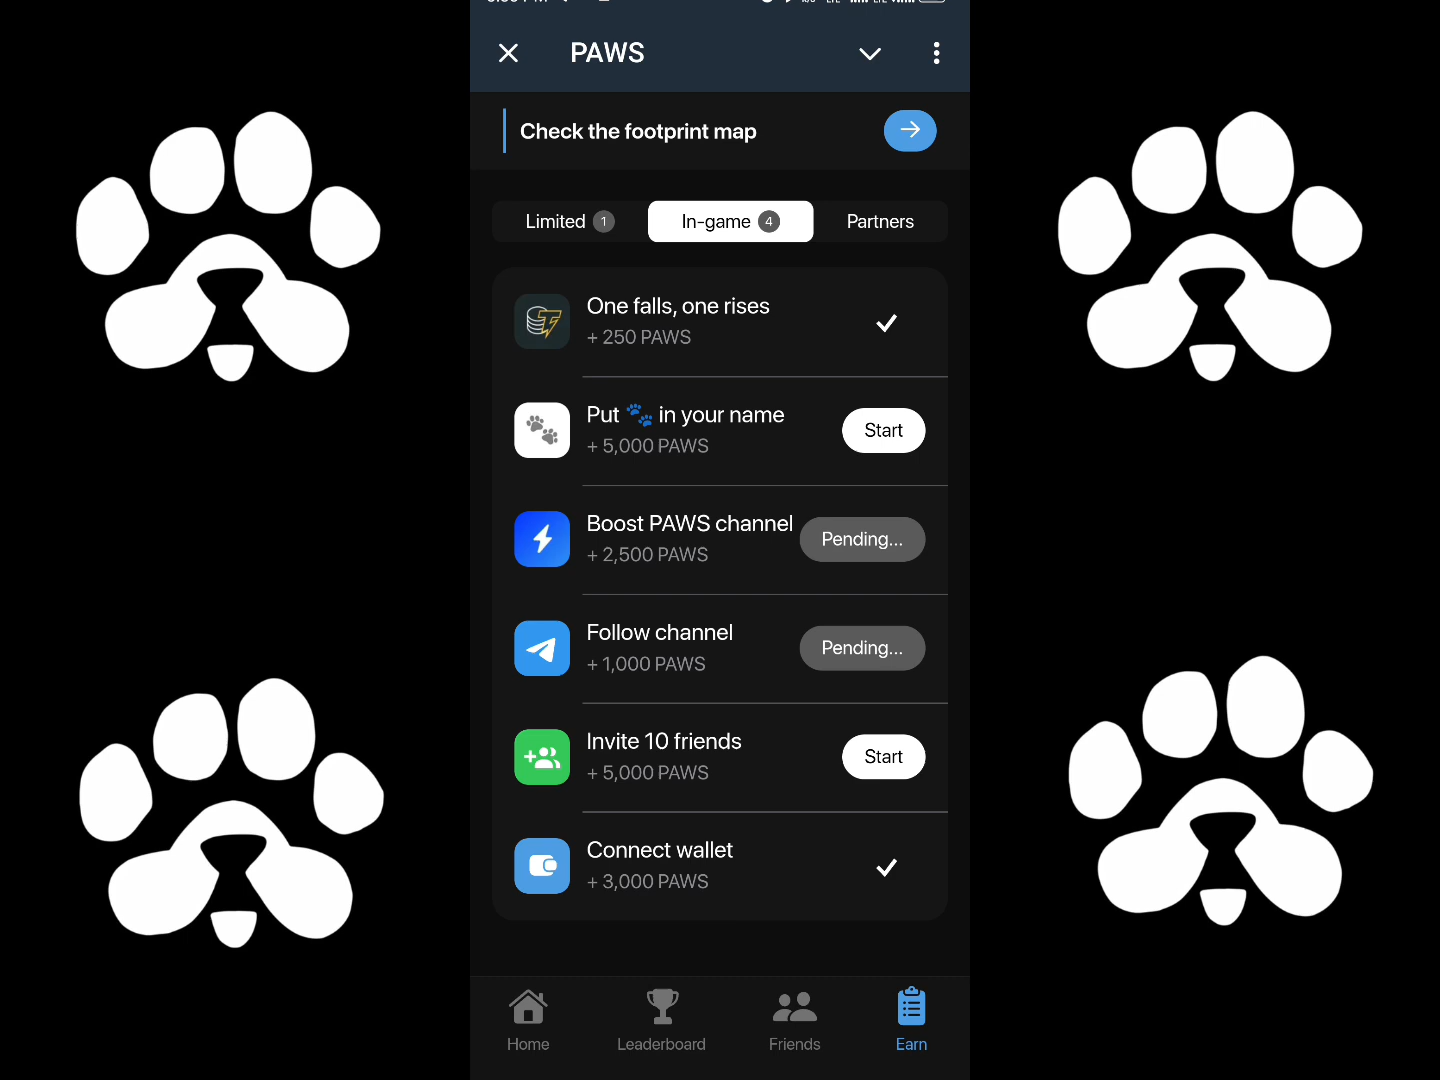 PAWS
Check the footprint map
Limited 1
In-game 4
Partners
One falls, one rises
+ 250 PAWS
Put 🐾 in your name
+ 5,000 PAWS
Start
Boost PAWS channel
+ 2,500 PAWS
Pending...
Follow channel
+ 1,000 PAWS
Pending...
Invite 10 friends
+ 5,000 PAWS
Start
Connect wallet
+ 3,000 PAWS
Home
Leaderboard
Friends
Earn